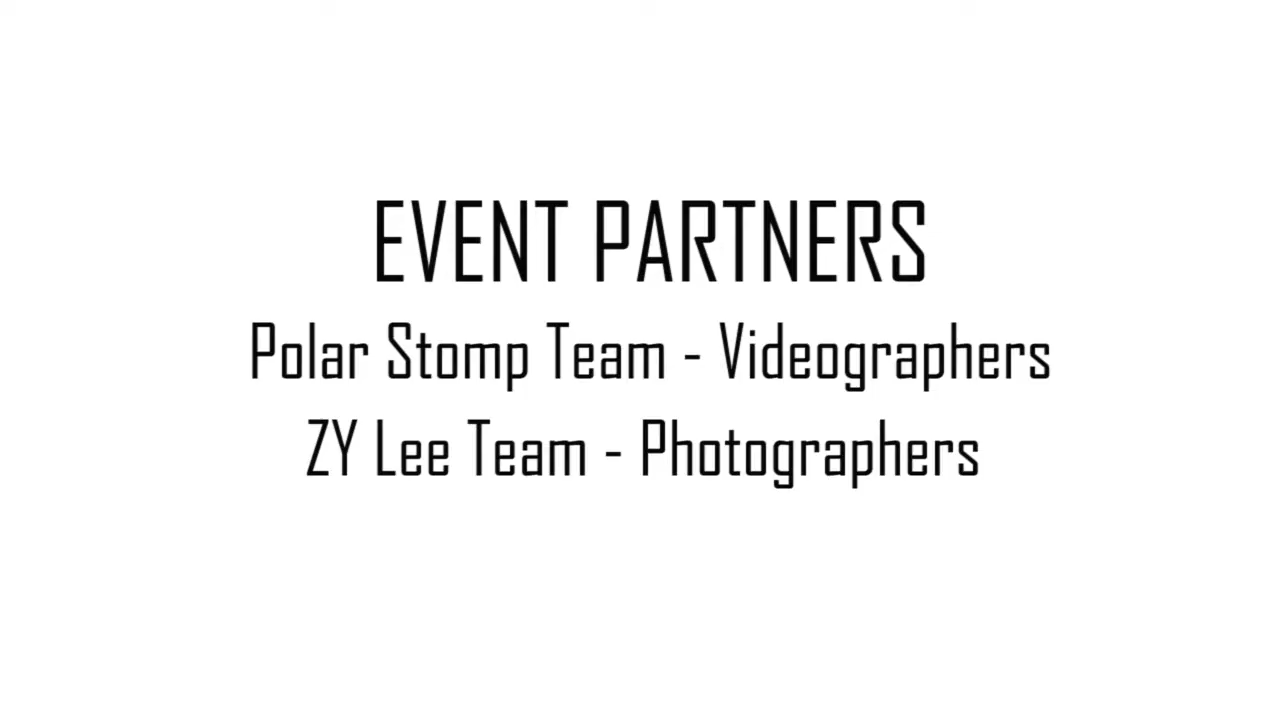 EVENT PARTNERS
Polar Stomp Team - Videographers
ZY Lee Team - Photographers